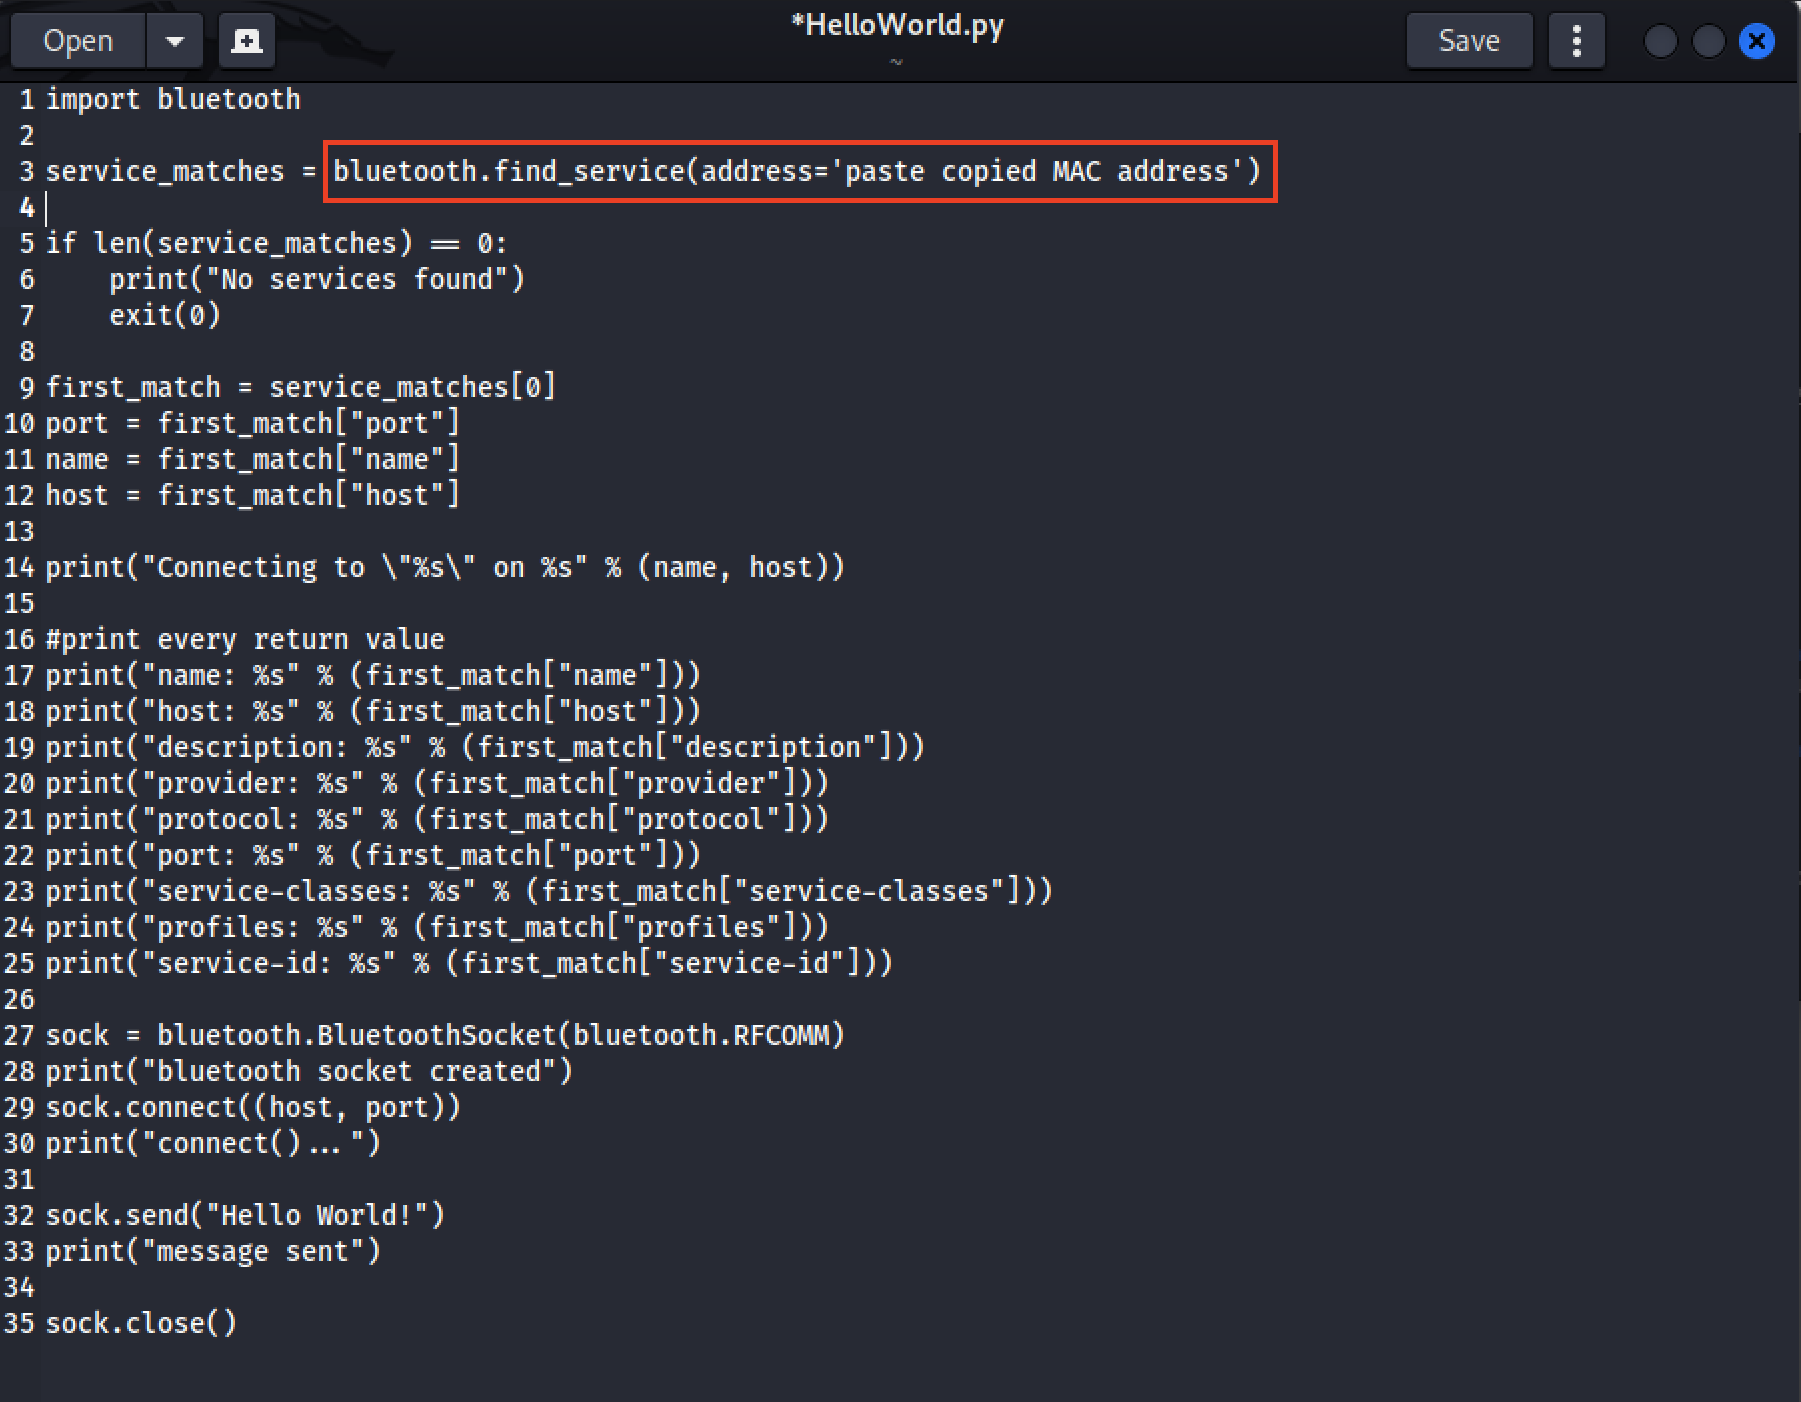 Open
*HelloWorld.py
~
Save
1 import bluetooth
2
3 service_matches = bluetooth.find_service(address='paste copied MAC address')
4
5 if len(service_matches) == 0:
6     print("No services found")
7     exit(0)
8
9 first_match = service_matches[0]
10 port = first_match["port"]
11 name = first_match["name"]
12 host = first_match["host"]
13
14 print("Connecting to \"%s\" on %s" % (name, host))
15
16 #print every return value
17 print("name: %s" % (first_match["name"]))
18 print("host: %s" % (first_match["host"]))
19 print("description: %s" % (first_match["description"]))
20 print("provider: %s" % (first_match["provider"]))
21 print("protocol: %s" % (first_match["protocol"]))
22 print("port: %s" % (first_match["port"]))
23 print("service-classes: %s" % (first_match["service-classes"]))
24 print("profiles: %s" % (first_match["profiles"]))
25 print("service-id: %s" % (first_match["service-id"]))
26
27 sock = bluetooth.BluetoothSocket(bluetooth.RFCOMM)
28 print("bluetooth socket created")
29 sock.connect((host, port))
30 print("connect()...")
31
32 sock.send("Hello World!")
33 print("message sent")
34
35 sock.close()